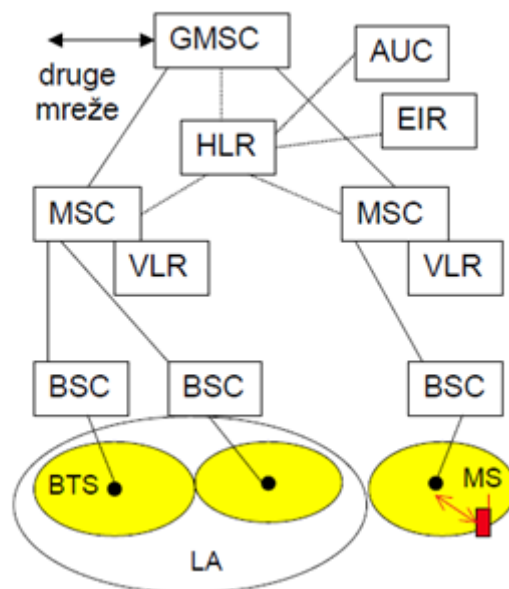 GMSC
AUC
druge
mreže
EIR
HLR
MSC
MSC
VLR
VLR
BSC
BSC
BSC
BTS
MS
LA